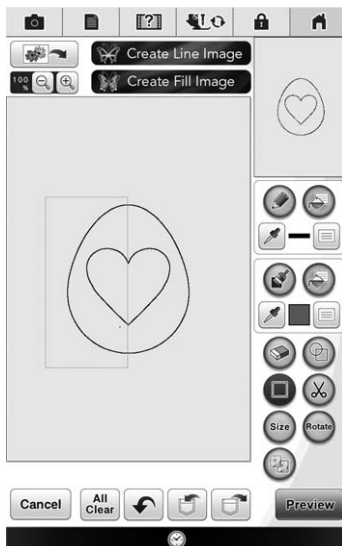 ?
Create Line Image
100 %
Create Fill Image
Size
Rotate
Cancel
All Clear
Preview